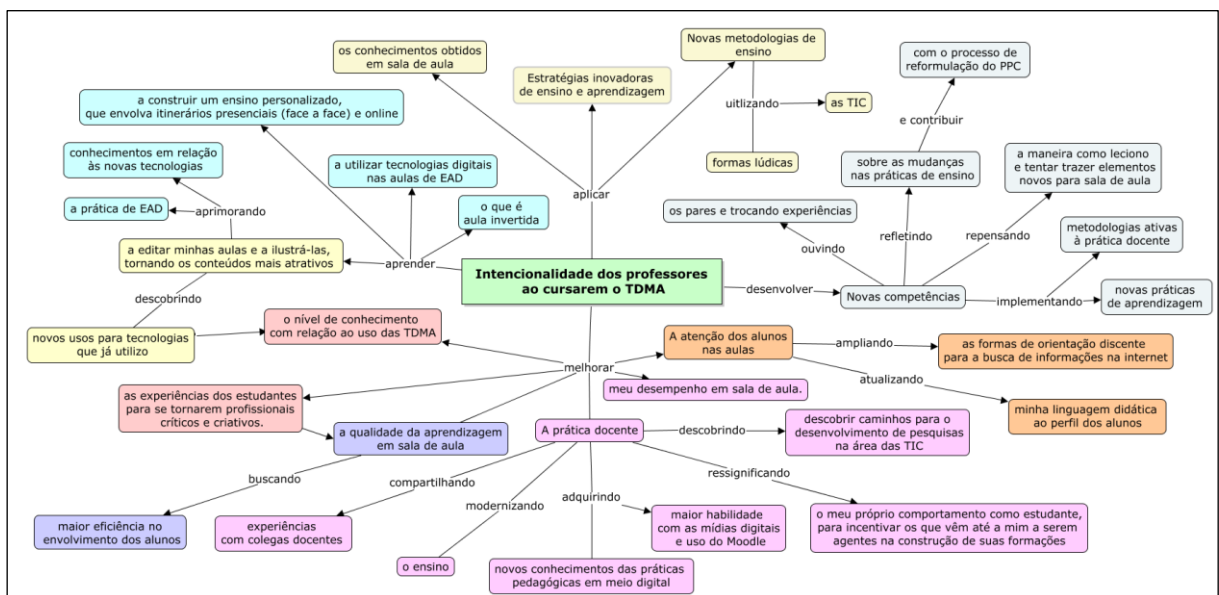 os conhecimentos obtidos
em sala de aula
Estratégias inovadoras
de ensino e aprendizagem
Novas metodologias de
ensino
uitlizando
as TIC
formas lúdicas
aplicar
com o processo de
reformulação do PPC
e contribuir
sobre as mudanças
nas práticas de ensino
a maneira como leciono
e tentar trazer elementos
novos para sala de aula
os pares e trocando experiências
ouvindo
refletindo
repensando
metodologias ativas
à prática docente
implementando
novas práticas
de aprendizagem
Novas competências
desenvolver
a construir um ensino personalizado,
que envolva itinerários presenciais (face a face) e online
conhecimentos em relação
às novas tecnologias
a utilizar tecnologias digitais
nas aulas de EAD
a prática de EAD
aprimorando
o que é
aula invertida
a editar minhas aulas e a ilustrá-las,
tornando os conteúdos mais atrativos
aprender
Intencionalidade dos professores
ao cursarem o TDMA
descobrindo
novos usos para tecnologias
que já utilizo
o nível de conhecimento
com relação ao uso das TDMA
melhorar
A atenção dos alunos
nas aulas
ampliando
as formas de orientação discente
para a busca de informações na internet
atualizando
minha linguagem didática
ao perfil dos alunos
as experiências dos estudantes
para se tornarem profissionais
críticos e criativos.
meu desempenho em sala de aula.
a qualidade da aprendizagem
em sala de aula
A prática docente
descobrindo
descobrir caminhos para o
desenvolvimento de pesquisas
na área das TIC
buscando
compartilhando
modernizando
adquirindo
ressignificando
maior eficiência no
envolvimento dos alunos
experiências
com colegas docentes
o ensino
novos conhecimentos das práticas
pedagógicas em meio digital
maior habilidade
com as mídias digitais
e uso do Moodle
o meu próprio comportamento como estudante,
para incentivar os que vêm até a mim a serem
agentes na construção de suas formações